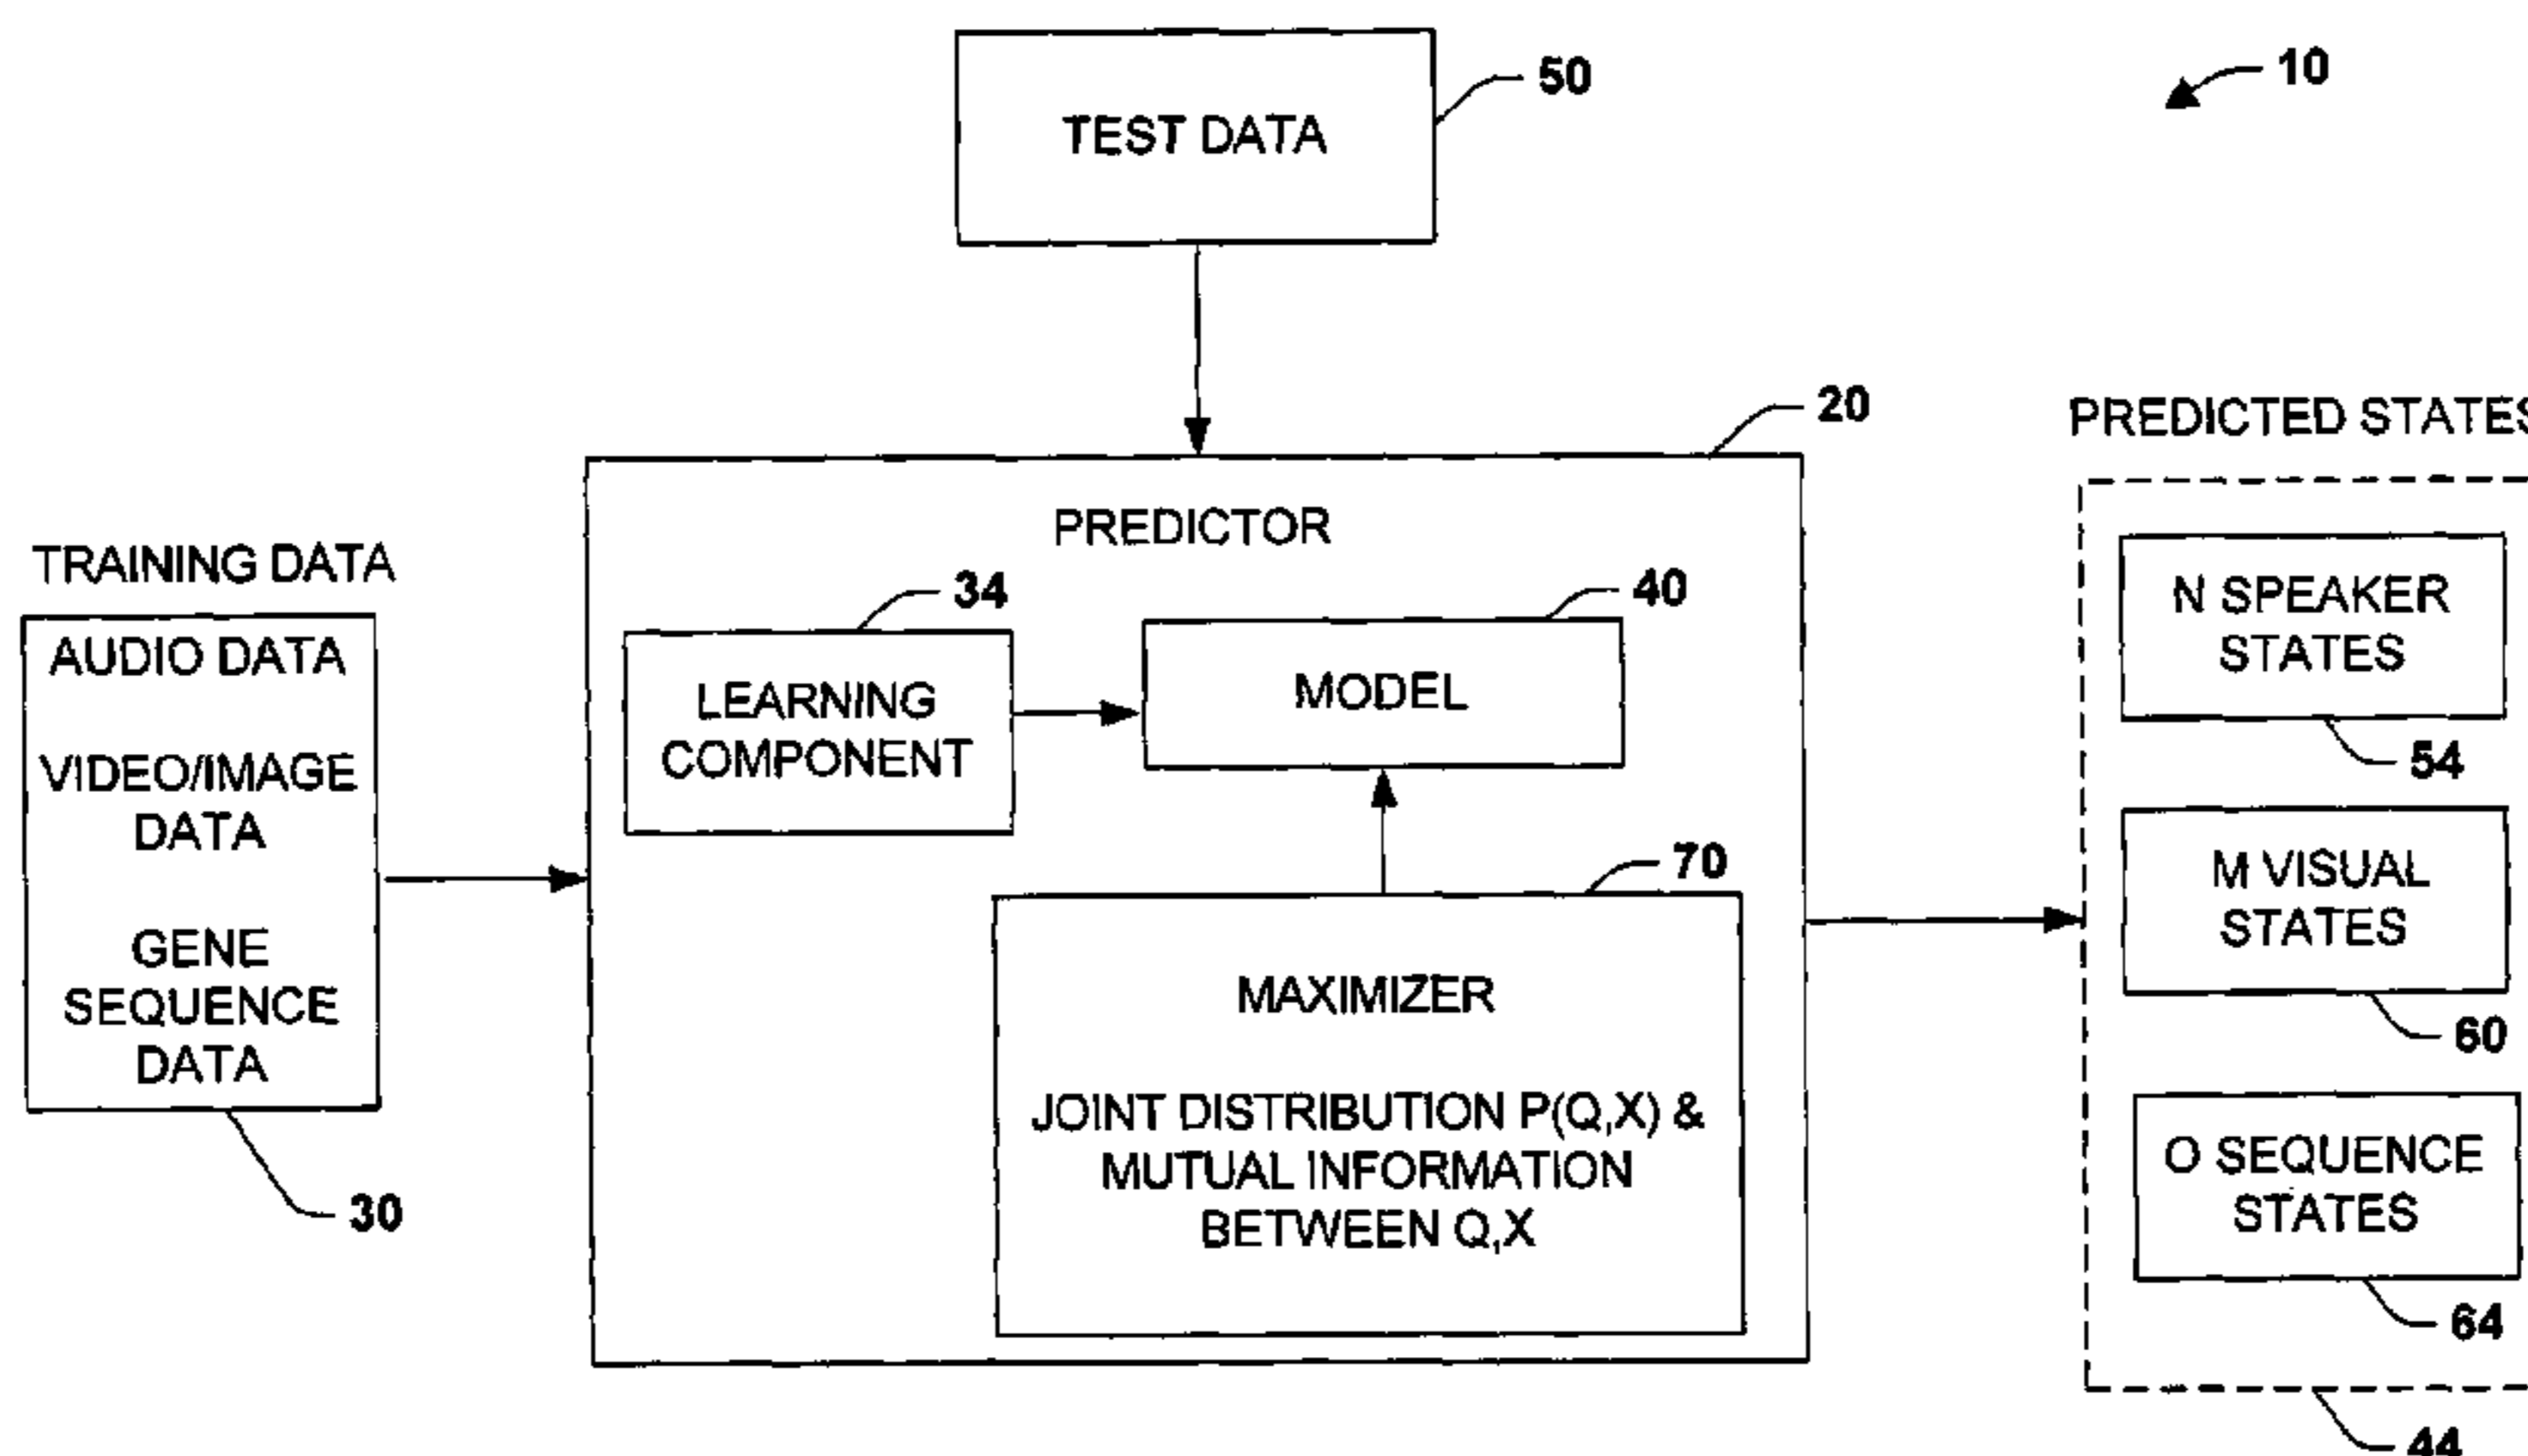 TEST DATA
50
10
20
PREDICTED STATES
PREDICTOR
TRAINING DATA
34
40
AUDIO DATA
VIDEO/IMAGE
DATA
GENE
SEQUENCE
DATA
30
LEARNING
COMPONENT
MODEL
70
MAXIMIZER
JOINT DISTRIBUTION P(Q,X) &
MUTUAL INFORMATION
BETWEEN Q,X
N SPEAKER
STATES
54
M VISUAL
STATES
60
O SEQUENCE
STATES
64
44